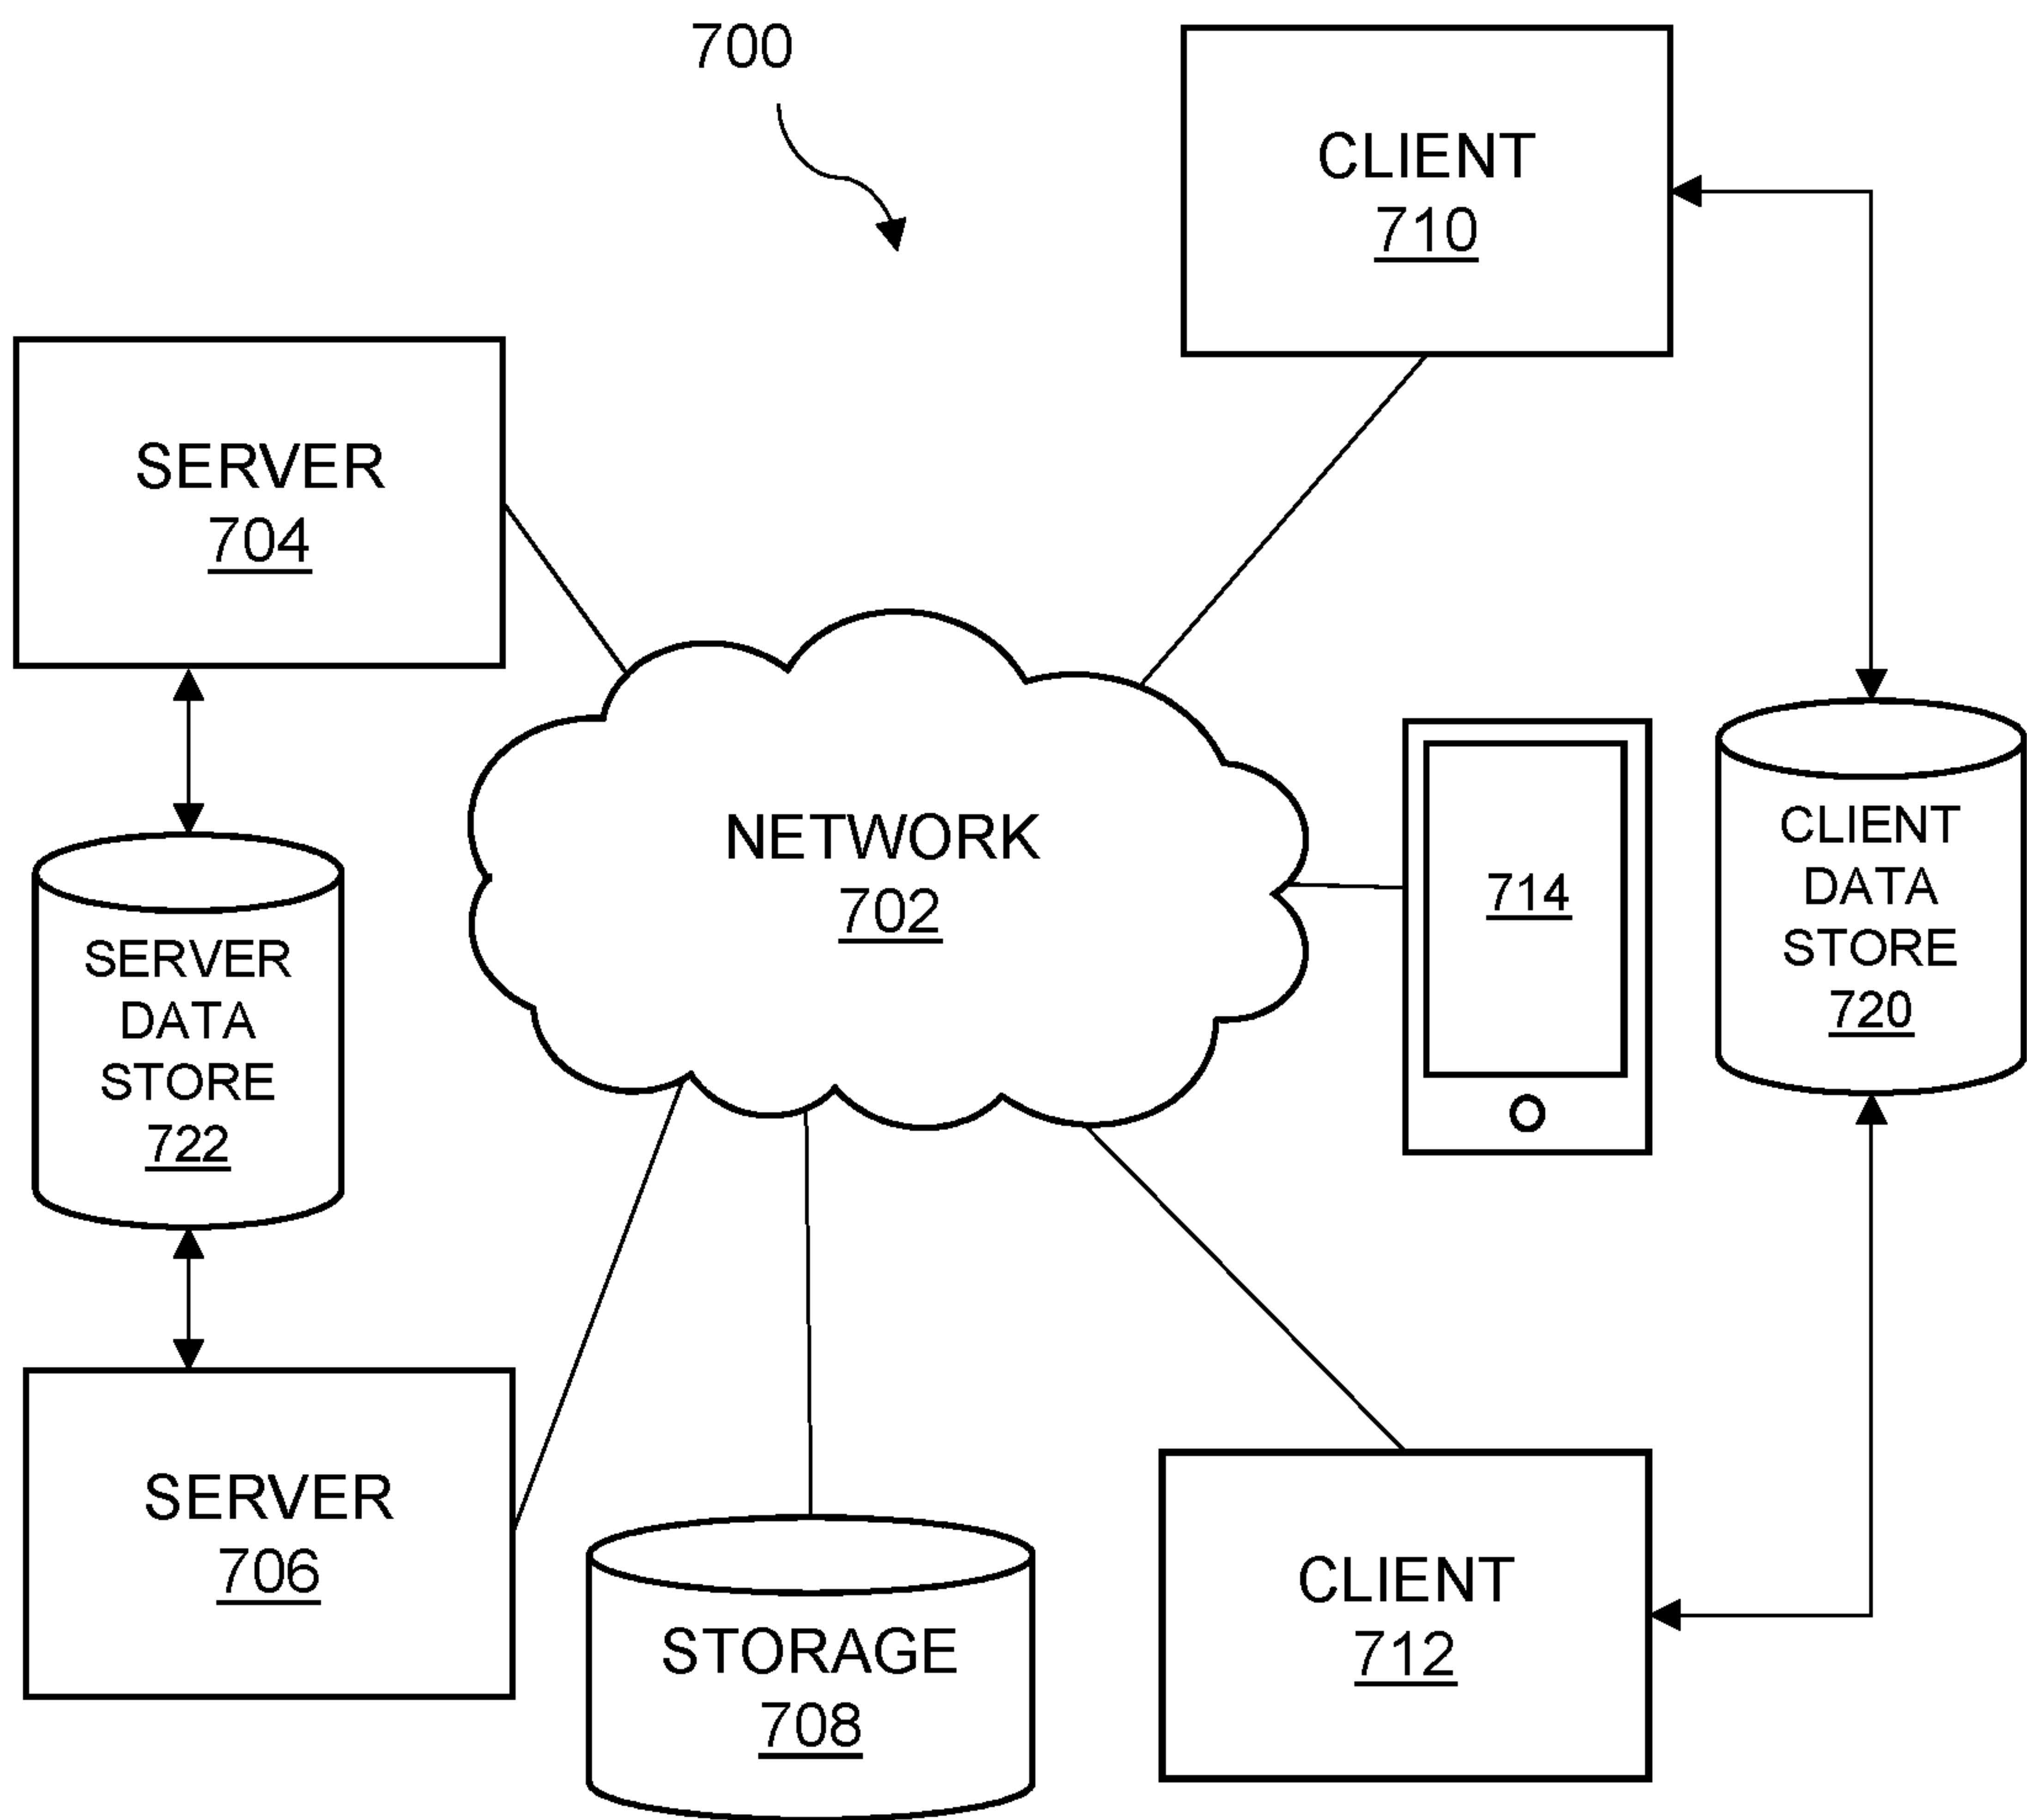 700
CLIENT
710
SERVER
704
NETWORK
702
714
CLIENT
DATA
STORE
720
SERVER
DATA
STORE
722
SERVER
706
STORAGE
708
CLIENT
712